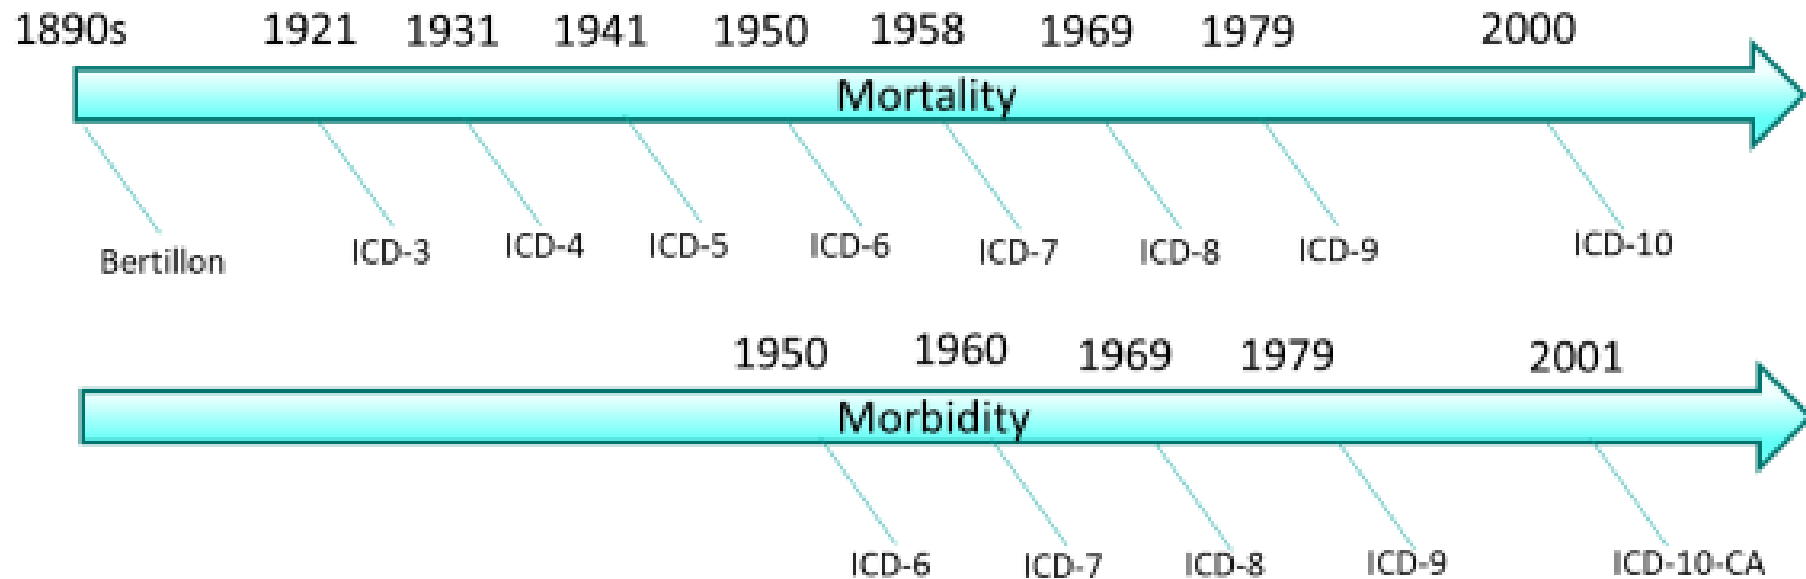 1890s 1921 1931 1941 1950 1958 1969 1979 2000
Mortality
Bertillon ICD-3 ICD-4 ICD-5 ICD-6 ICD-7 ICD-8 ICD-9 ICD-10
1950 1960 1969 1979 2001
Morbidity
ICD-6 ICD-7 ICD-8 ICD-9 ICD-10-CA